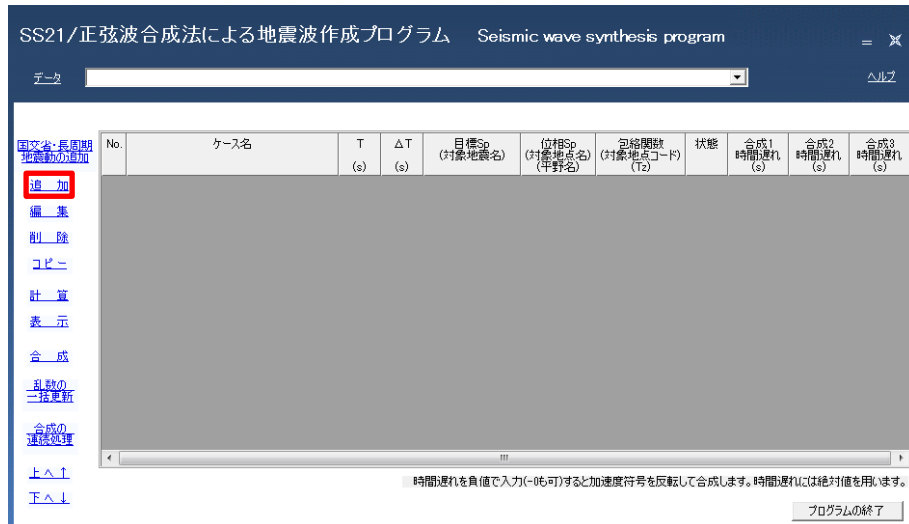 SS21/正弦波合成法による地震波作成プログラム Seismic wave synthesis program
データ
ヘルプ
国交省・長周期
地震動の追加
追 加
編 集
削 除
コピー
計 算
表 示
合 成
乱数の
一括更新
合成の
連続処理
上へ↑
下へ↓
No.
ケース名
T
(s)
ΔT
(s)
目標Sp
(対象地震名)
位相Sp
(対象地点名)
(平野名)
包絡関数
(対象地点コード)
(Tz)
状態
合成1
時間遅れ
(s)
合成2
時間遅れ
(s)
合成3
時間遅れ
(s)
時間遅れを負値で入力(-0も可)すると加速度符号を反転して合成します。時間遅れには絶対値を用います。
プログラムの終了